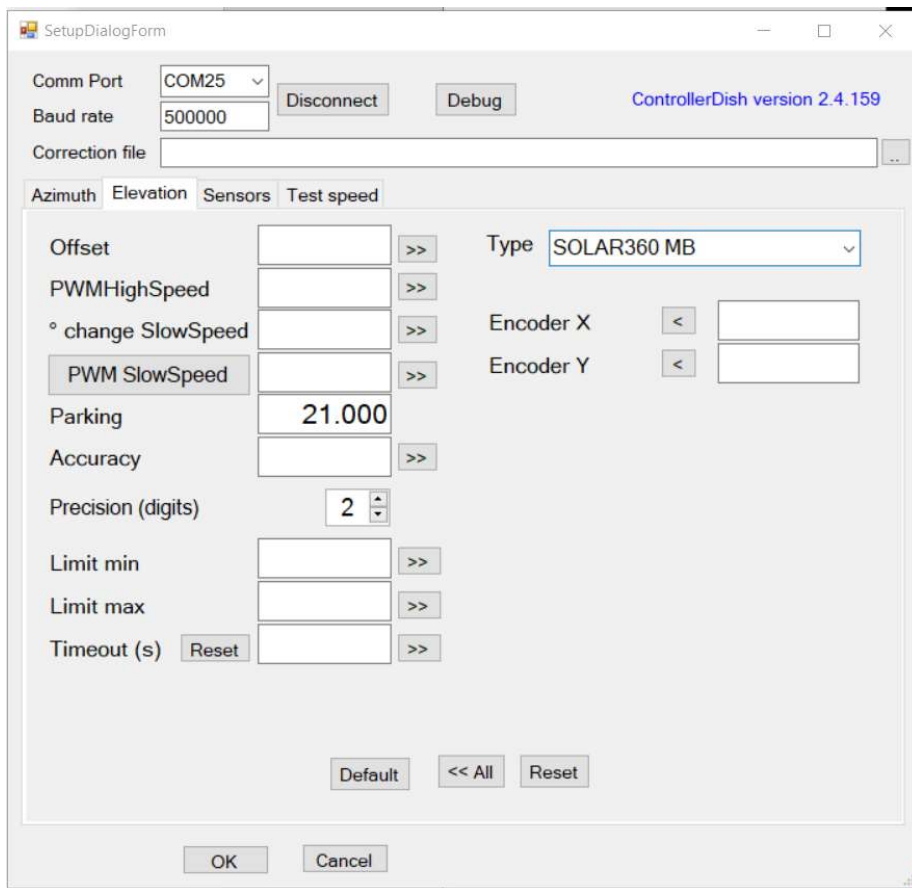 SetupDialogForm
Comm Port COM25 Disconnect Debug ControllerDish version 2.4.159
Baud rate 500000
Correction file ..
Azimuth Elevation Sensors Test speed
Offset >> Type SOLAR360 MB
PWMHighSpeed >>
° change SlowSpeed >> Encoder X <
PWM SlowSpeed >> Encoder Y <
Parking 21.000
Accuracy >>
Precision (digits) 2
Limit min >>
Limit max >>
Timeout (s) Reset >>
Default << All Reset
OK Cancel